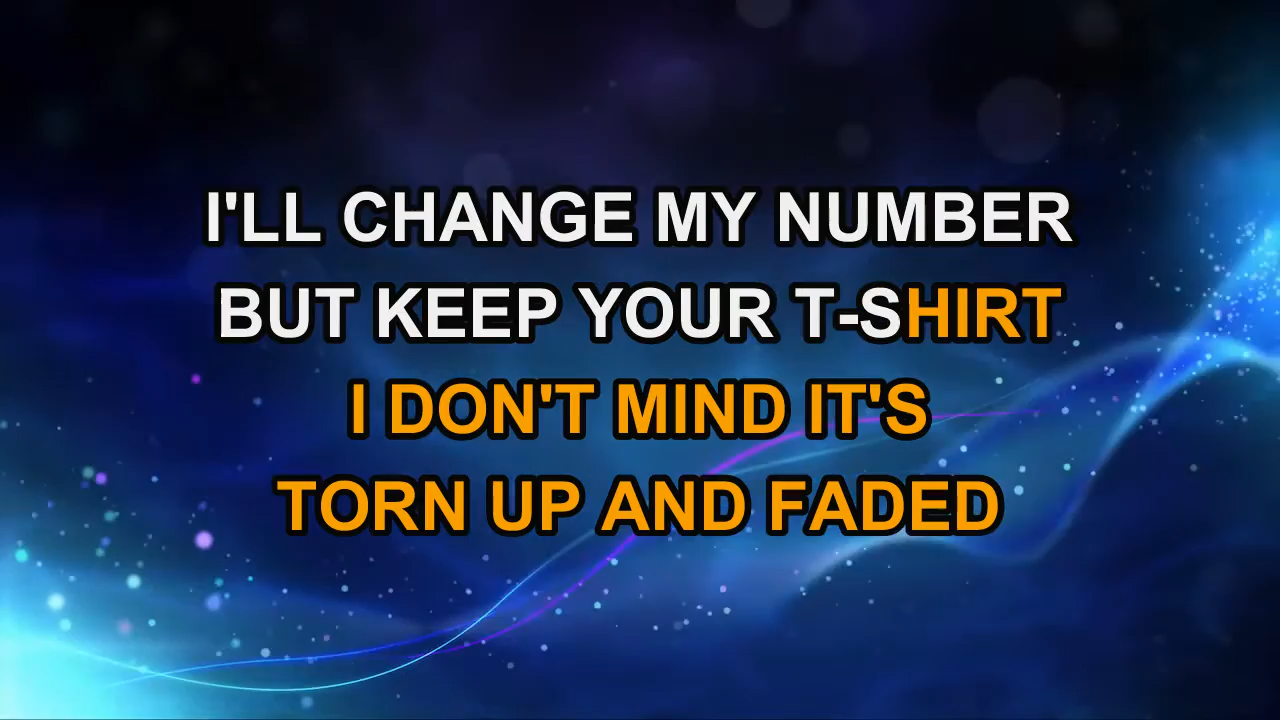 I'LL CHANGE MY NUMBER
BUT KEEP YOUR T-SHIRT
I DON'T MIND IT'S
TORN UP AND FADED